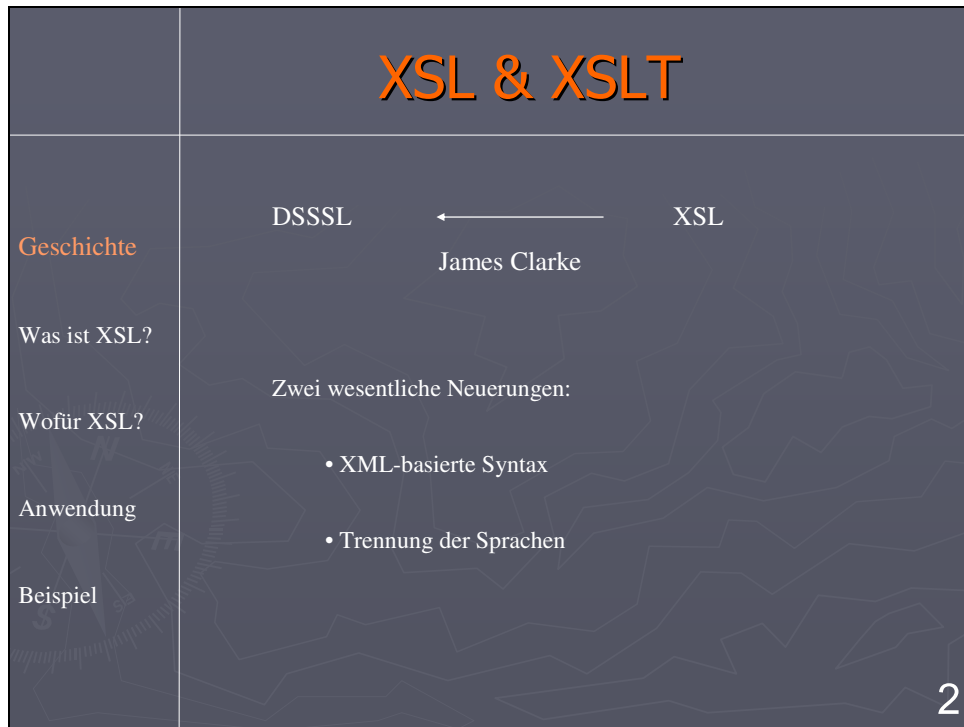 XSL & XSLT
Geschichte
Was ist XSL?
Wofür XSL?
Anwendung
Beispiel
DSSSL XSL
James Clarke
Zwei wesentliche Neuerungen:
• XML-basierte Syntax
• Trennung der Sprachen
2